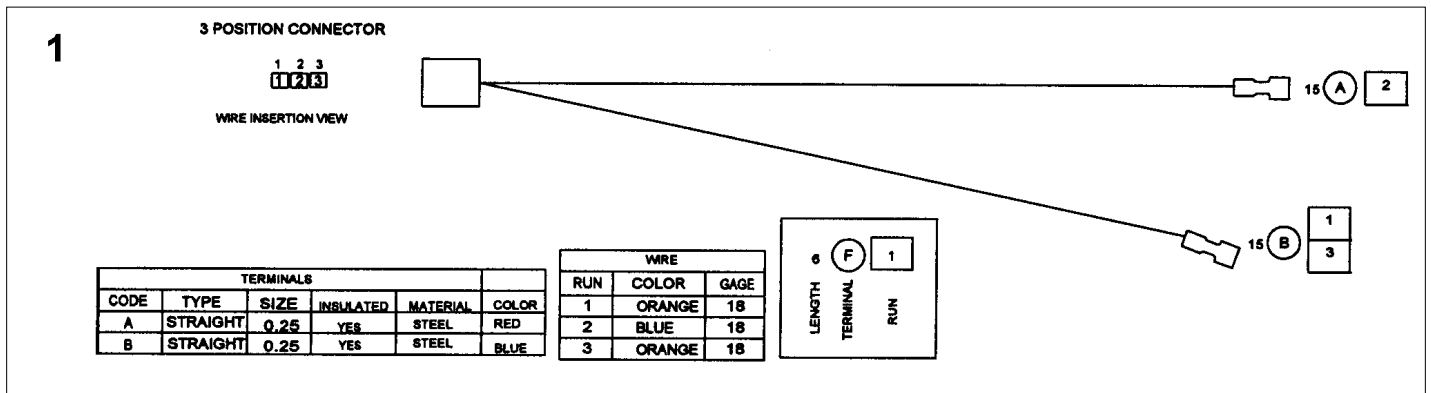 1
3 POSITION CONNECTOR
1 2 3
1 2 3
WIRE INSERTION VIEW
15 A 2
15 B 1
3
TERMINALS
CODE TYPE SIZE INSULATED MATERIAL COLOR
A STRAIGHT 0.25 YES STEEL RED
B STRAIGHT 0.25 YES STEEL BLUE
WIRE
RUN COLOR GAGE
1 ORANGE 18
2 BLUE 18
3 ORANGE 18
6 F 1
LENGTH
TERMINAL
RUN